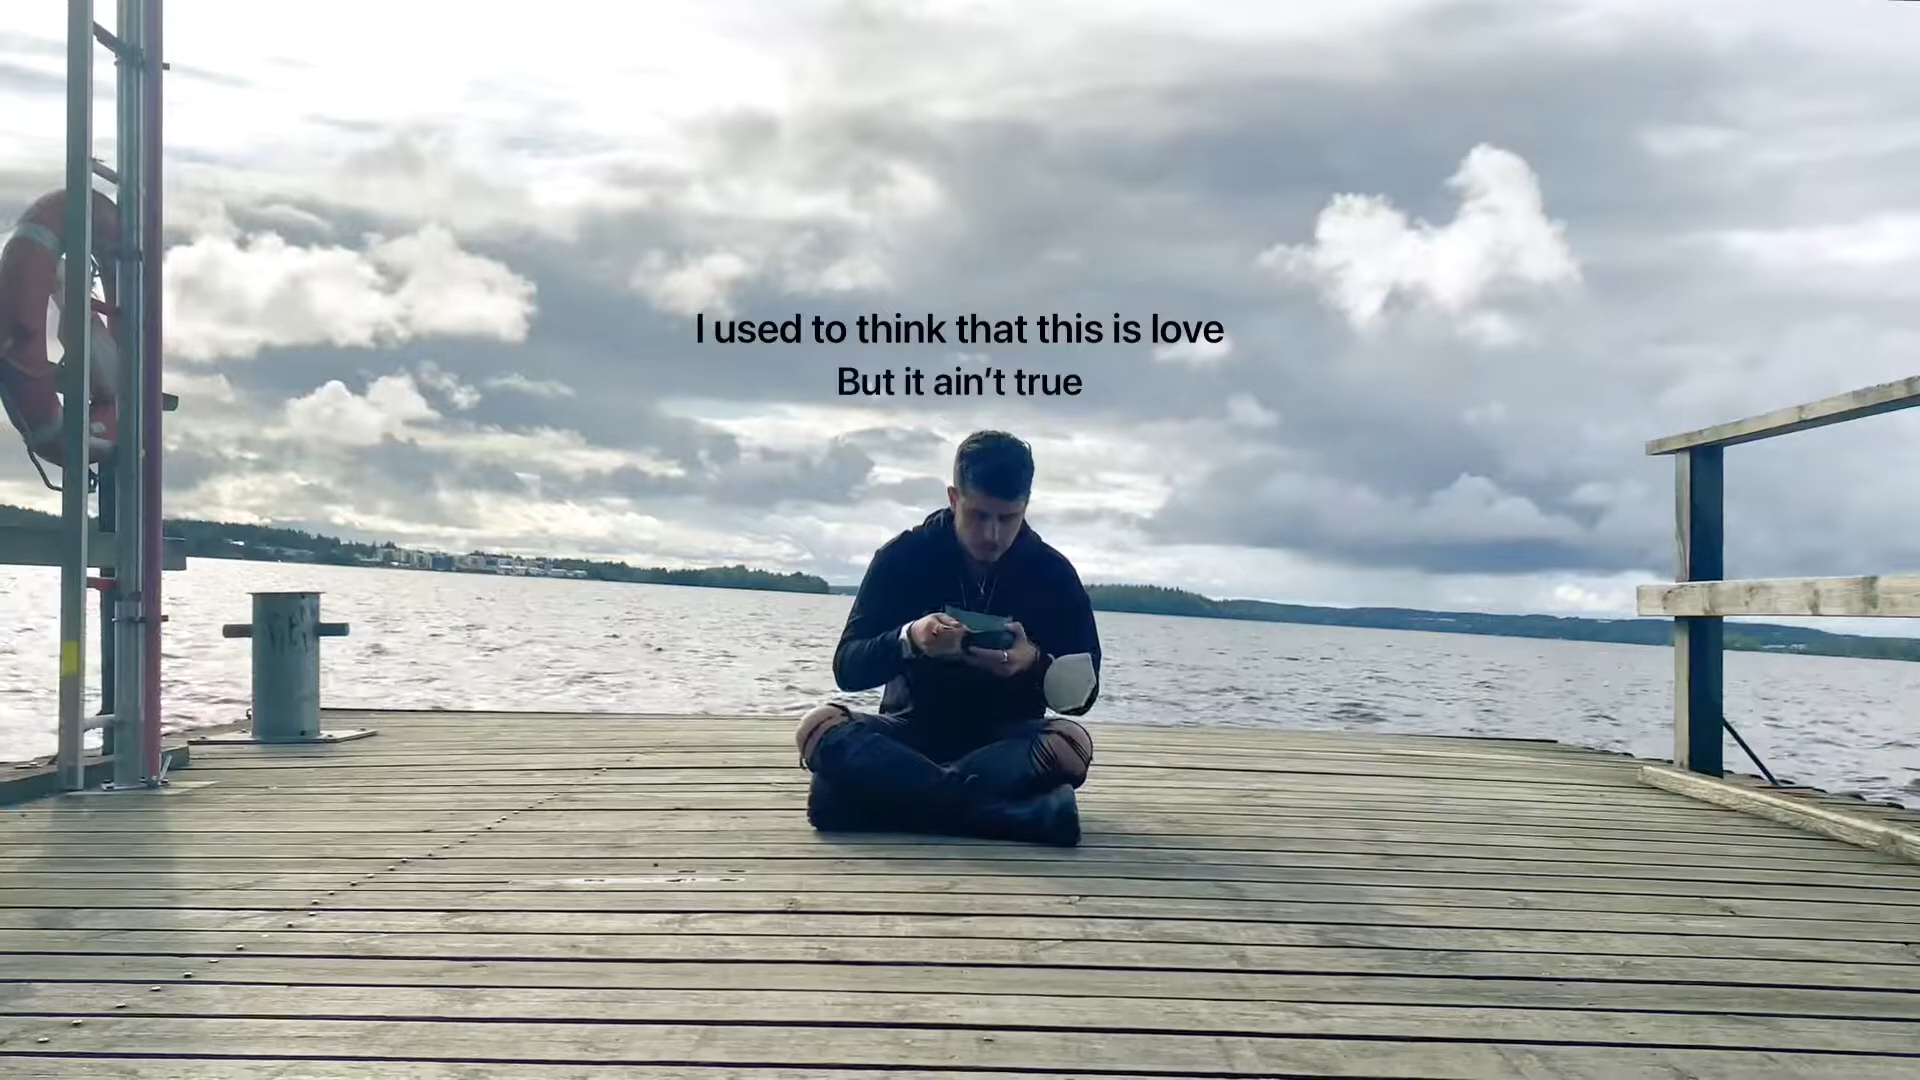 I used to think that this is love
But it ain’t true